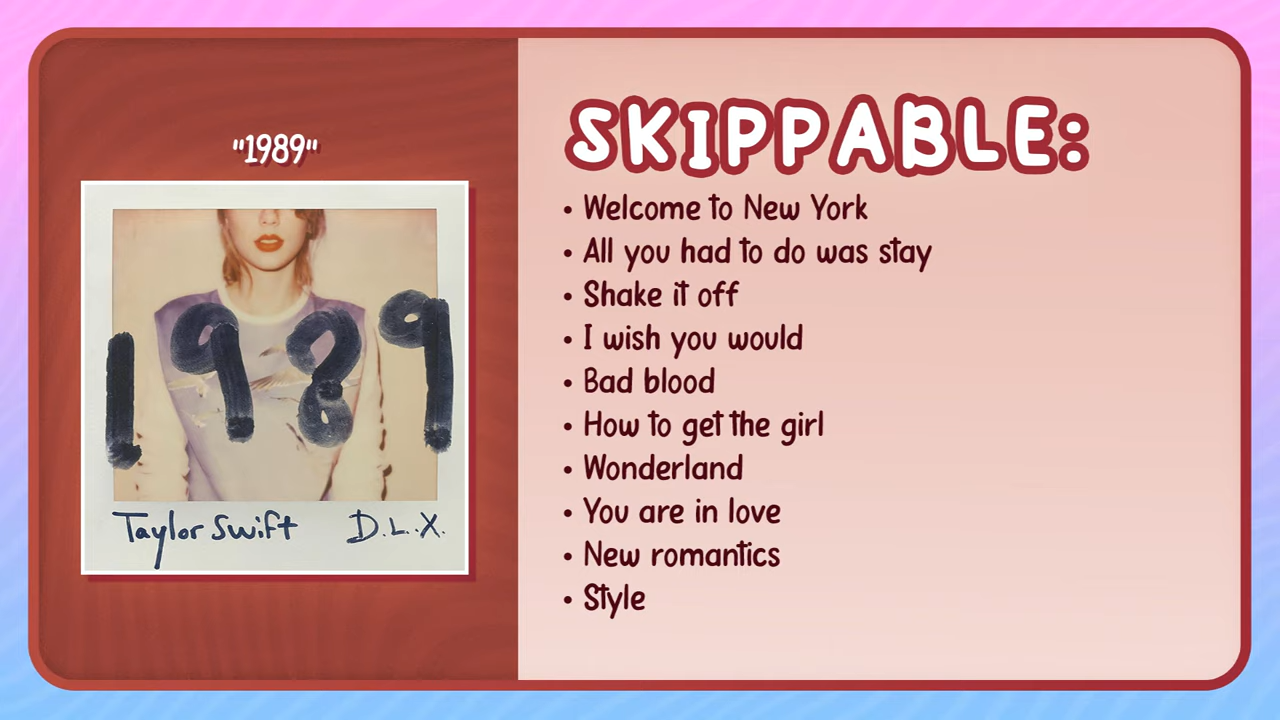 "1989"
1989
Taylor Swift D.L.X.
SKIPPABLE:
• Welcome to New York
• All you had to do was stay
• Shake it off
• I wish you would
• Bad blood
• How to get the girl
• Wonderland
• You are in love
• New romantics
• Style